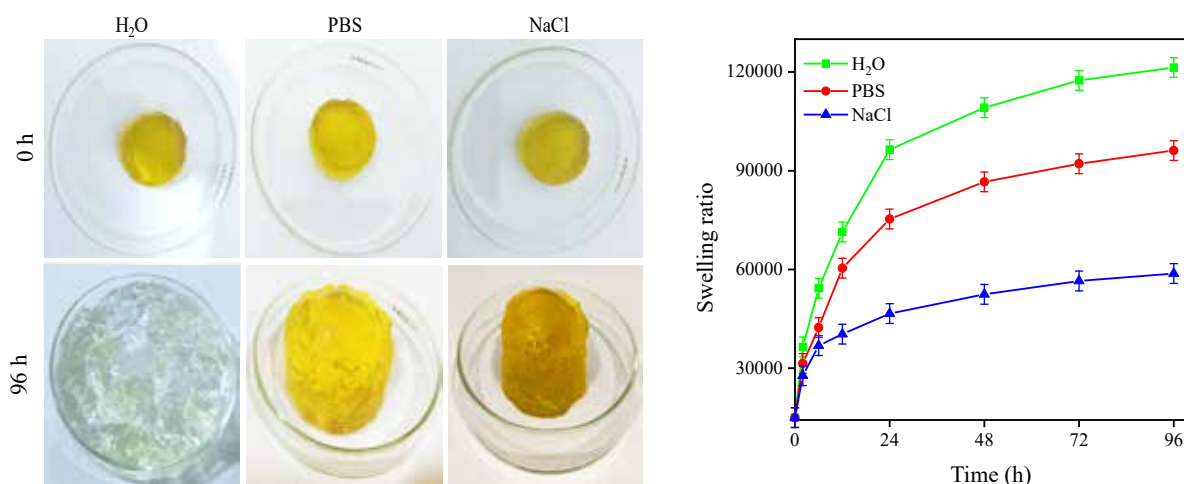 H₂O PBS NaCl
0 h
96 h
H₂O
PBS
NaCl
120000
90000
60000
30000
Swelling ratio
0 24 48 72 96
Time (h)